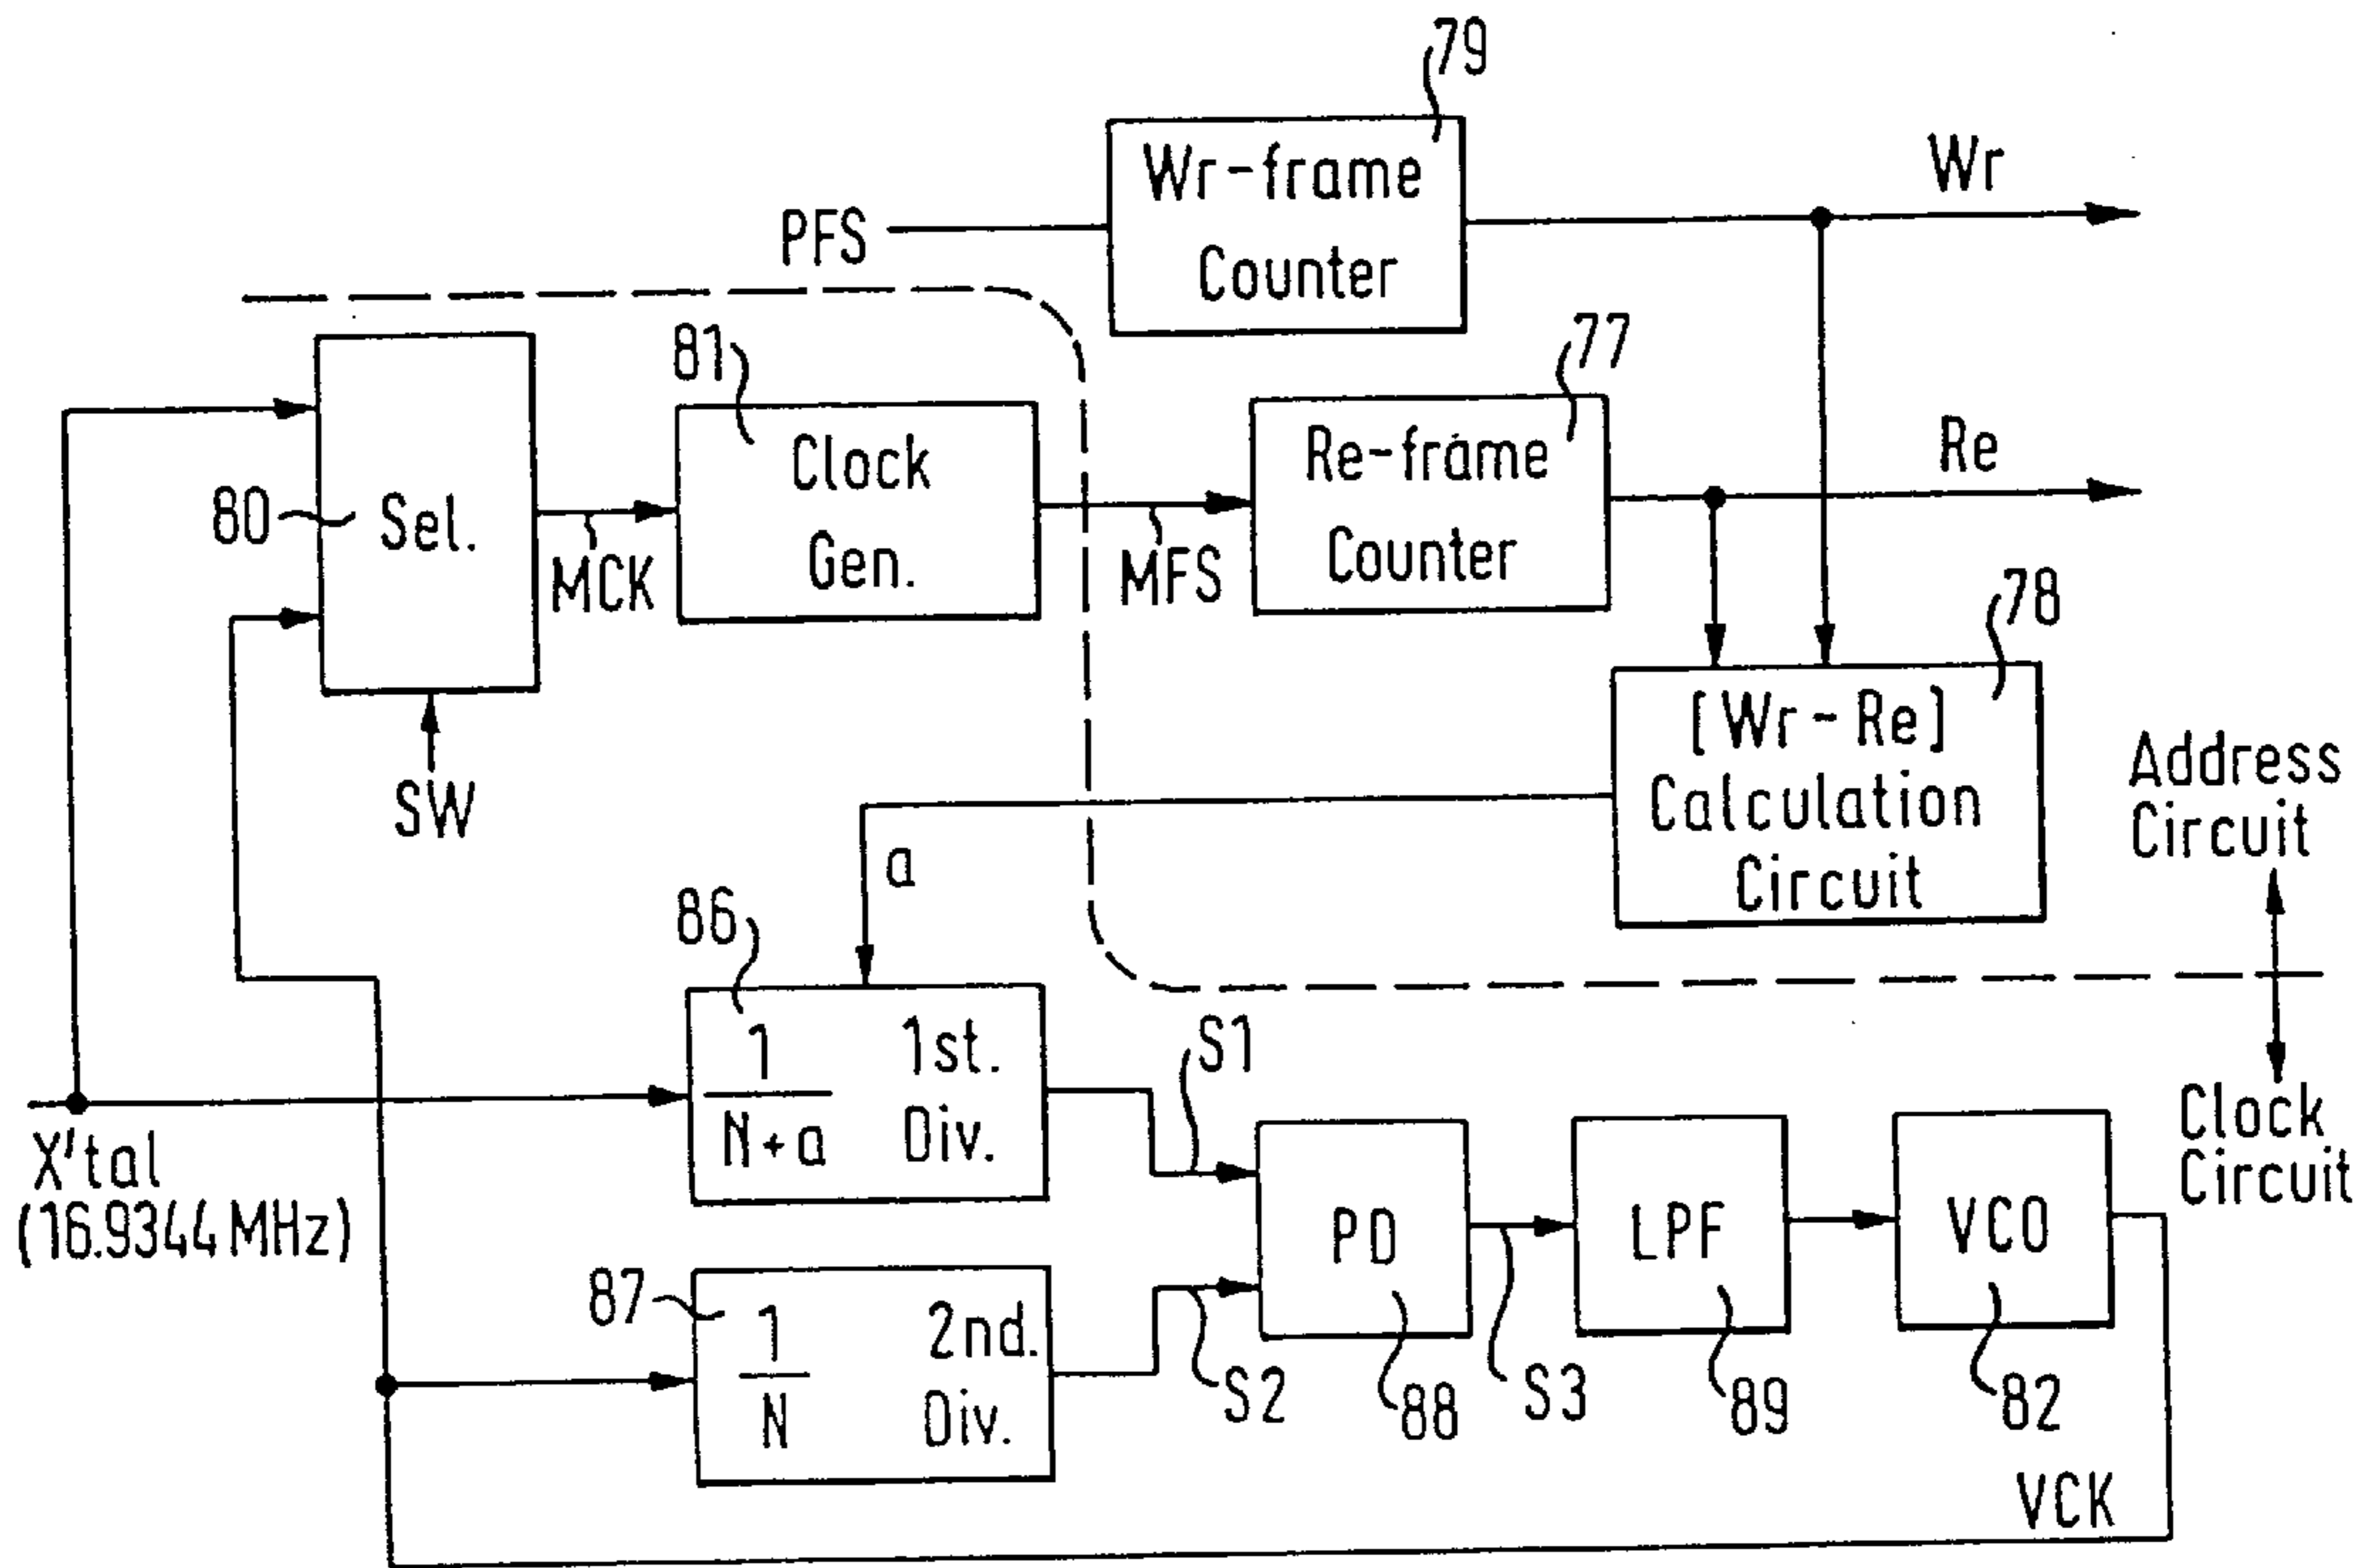 79
Wr-frame
Counter
Wr
PFS
81
77
Clock
Gen.
Re-frame
Counter
Re
80
Sel.
MCK
MFS
78
SW
[Wr-Re]
Calculation
Circuit
Address
Circuit
a
86
1
N+a
1st.
Div.
S1
X'tal
(16.9344MHz)
Clock
Circuit
PD
LPF
VCO
87
1
N
2nd.
Div.
S2
88
S3
89
82
VCK